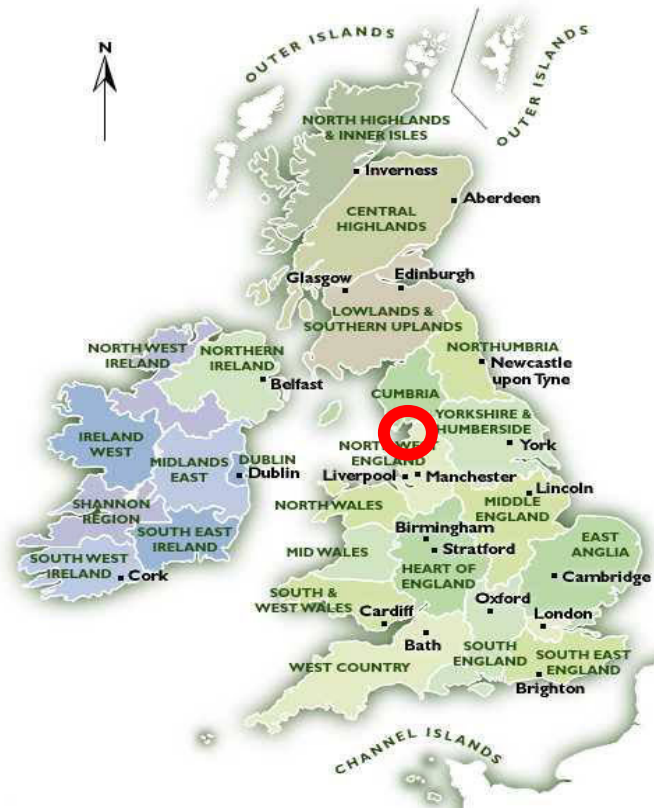 N
OUTER ISLANDS
OUTER ISLANDS
NORTH HIGHLANDS
& INNER ISLES
Inverness
Aberdeen
CENTRAL
HIGHLANDS
Glasgow
Edinburgh
LOWLANDS &
SOUTHERN UPLANDS
NORTH WEST
IRELAND
NORTHERN
IRELAND
Belfast
NORTHUMBRIA
Newcastle
upon Tyne
CUMBRIA
YORKSHIRE &
HUMBERSIDE
York
IRELAND
WEST
MIDLANDS
EAST
DUBLIN
Dublin
NORTH WEST
ENGLAND
Liverpool
Manchester
Lincoln
SHANNON
REGION
SOUTH EAST
IRELAND
NORTH WALES
MIDDLE
ENGLAND
SOUTH WEST
IRELAND
Cork
MID WALES
Birmingham
Stratford
HEART OF
ENGLAND
EAST
ANGLIA
Cambridge
SOUTH &
WEST WALES
Cardiff
Oxford
London
Bath
WEST COUNTRY
SOUTH
ENGLAND
SOUTH EAST
ENGLAND
Brighton
CHANNEL ISLANDS